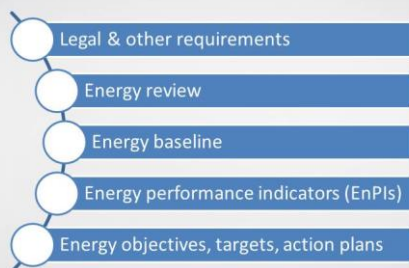 Legal & other requirements
Energy review
Energy baseline
Energy performance indicators (EnPIs)
Energy objectives, targets, action plans